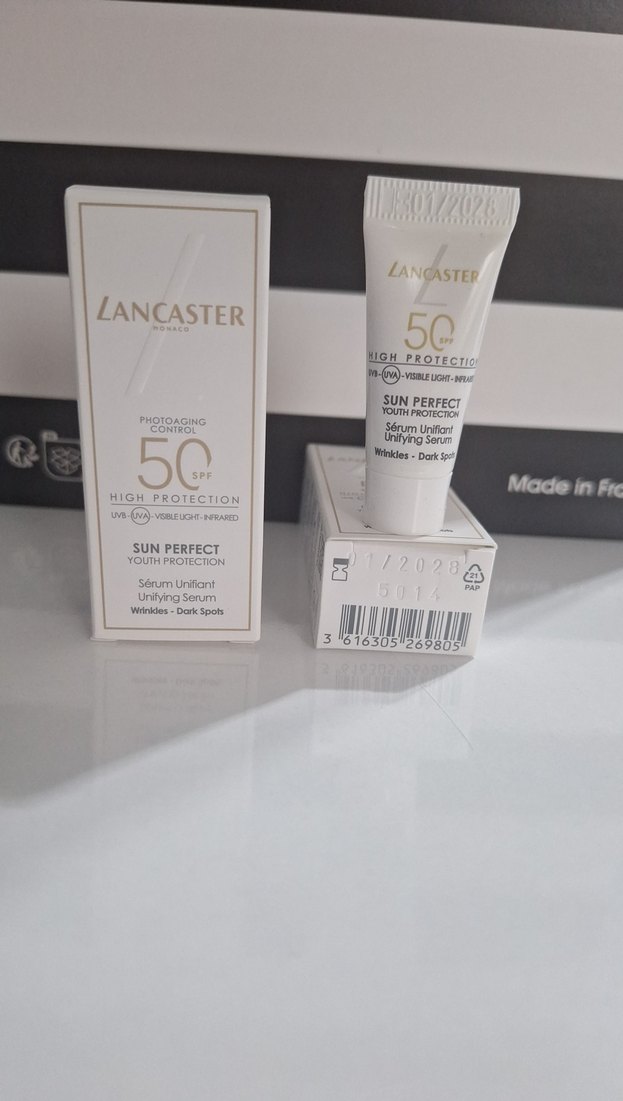 LANCASTER
MONACO
PHOTOAGING
CONTROL
50 SPF
HIGH PROTECTION
UVB - UVA - VISIBLE LIGHT - INFRARED
SUN PERFECT
YOUTH PROTECTION
Sérum Unifiant
Unifying Serum
Wrinkles - Dark Spots
01/2028
LANCASTER
50 SPF
HIGH PROTECTION
UVB - UVA - VISIBLE LIGHT - INFRARED
SUN PERFECT
YOUTH PROTECTION
Sérum Unifiant
Unifying Serum
Wrinkles - Dark Spots
01/2028
5014
21
PAP
3 616305 269805
Made in Fra